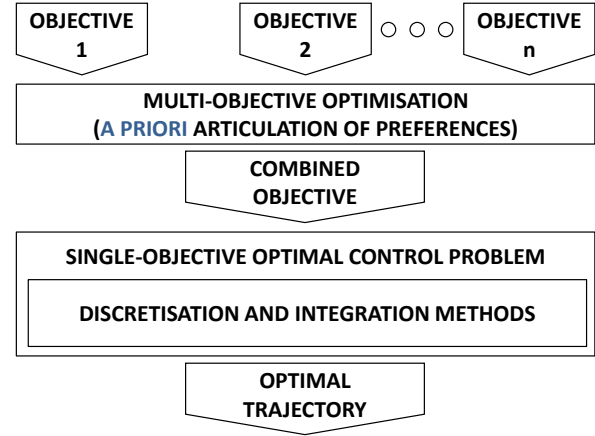 OBJECTIVE 1
OBJECTIVE 2
OBJECTIVE n
MULTI-OBJECTIVE OPTIMISATION
(A PRIORI ARTICULATION OF PREFERENCES)
COMBINED
OBJECTIVE
SINGLE-OBJECTIVE OPTIMAL CONTROL PROBLEM
DISCRETISATION AND INTEGRATION METHODS
OPTIMAL
TRAJECTORY